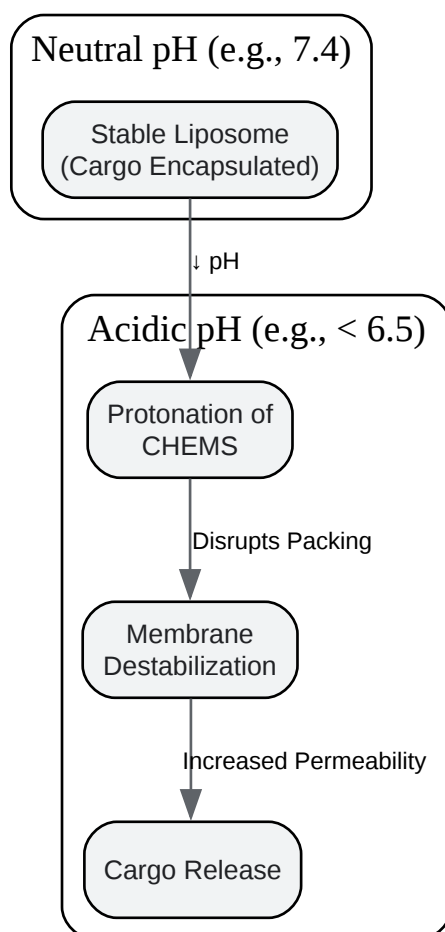 Neutral pH (e.g., 7.4)
Stable Liposome
(Cargo Encapsulated)
↓ pH
Acidic pH (e.g., < 6.5)
Protonation of
CHEMS
Disrupts Packing
Membrane
Destabilization
Increased Permeability
Cargo Release